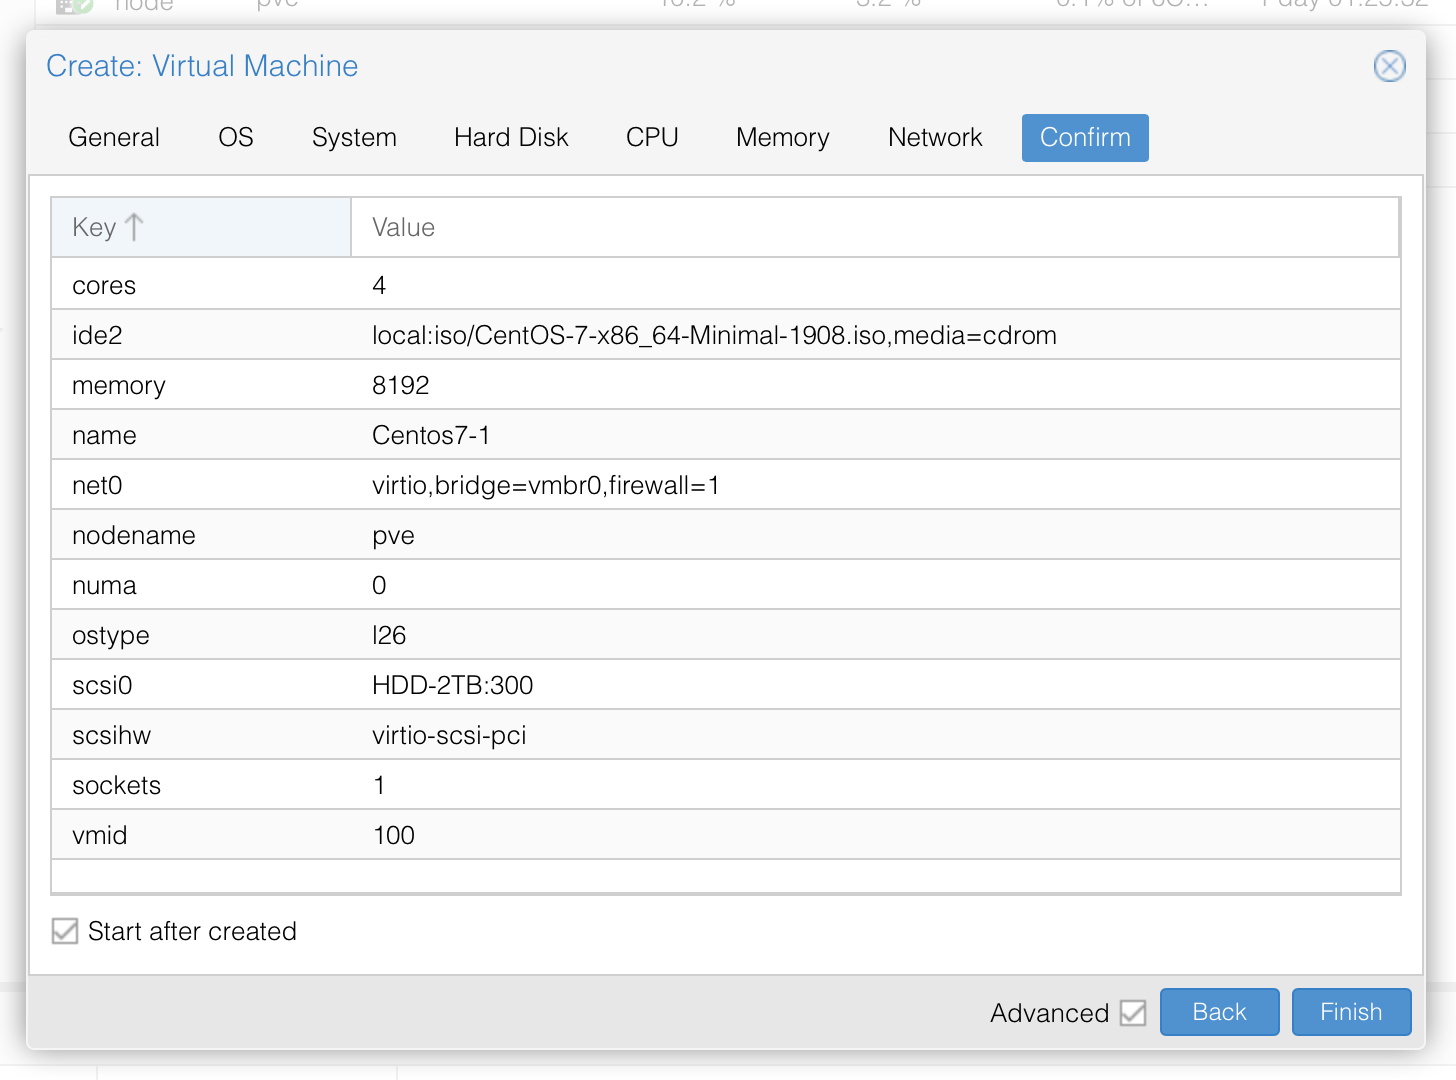 node pve
Create: Virtual Machine
General OS System Hard Disk CPU Memory Network Confirm
Key Value
cores 4
ide2 local:iso/CentOS-7-x86_64-Minimal-1908.iso,media=cdrom
memory 8192
name Centos7-1
net0 virtio,bridge=vmbr0,firewall=1
nodename pve
numa 0
ostype l26
scsi0 HDD-2TB:300
scsihw virtio-scsi-pci
sockets 1
vmid 100
Start after created
Advanced Back Finish